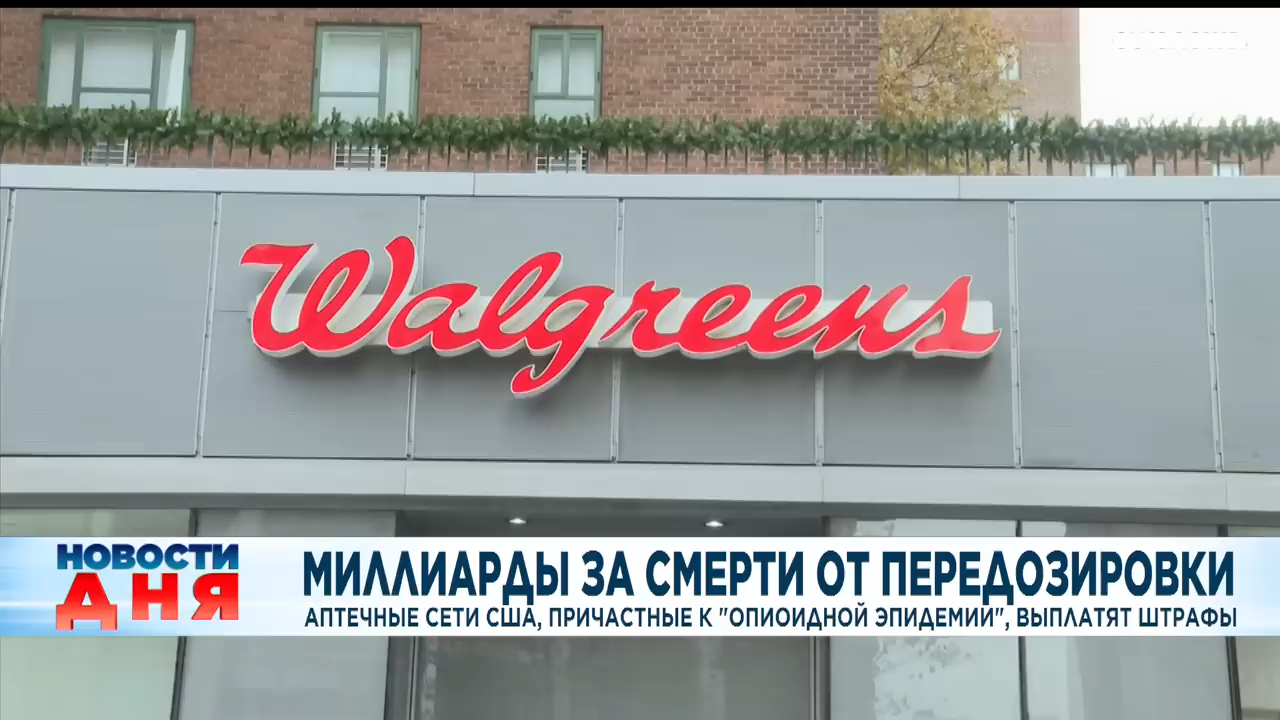 Walgreens
НОВОСТИ
ДНЯ
МИЛЛИАРДЫ ЗА СМЕРТИ ОТ ПЕРЕДОЗИРОВКИ
АПТЕЧНЫЕ СЕТИ США, ПРИЧАСТНЫЕ К "ОПИОИДНОЙ ЭПИДЕМИИ", ВЫПЛАТЯТ ШТРАФЫ